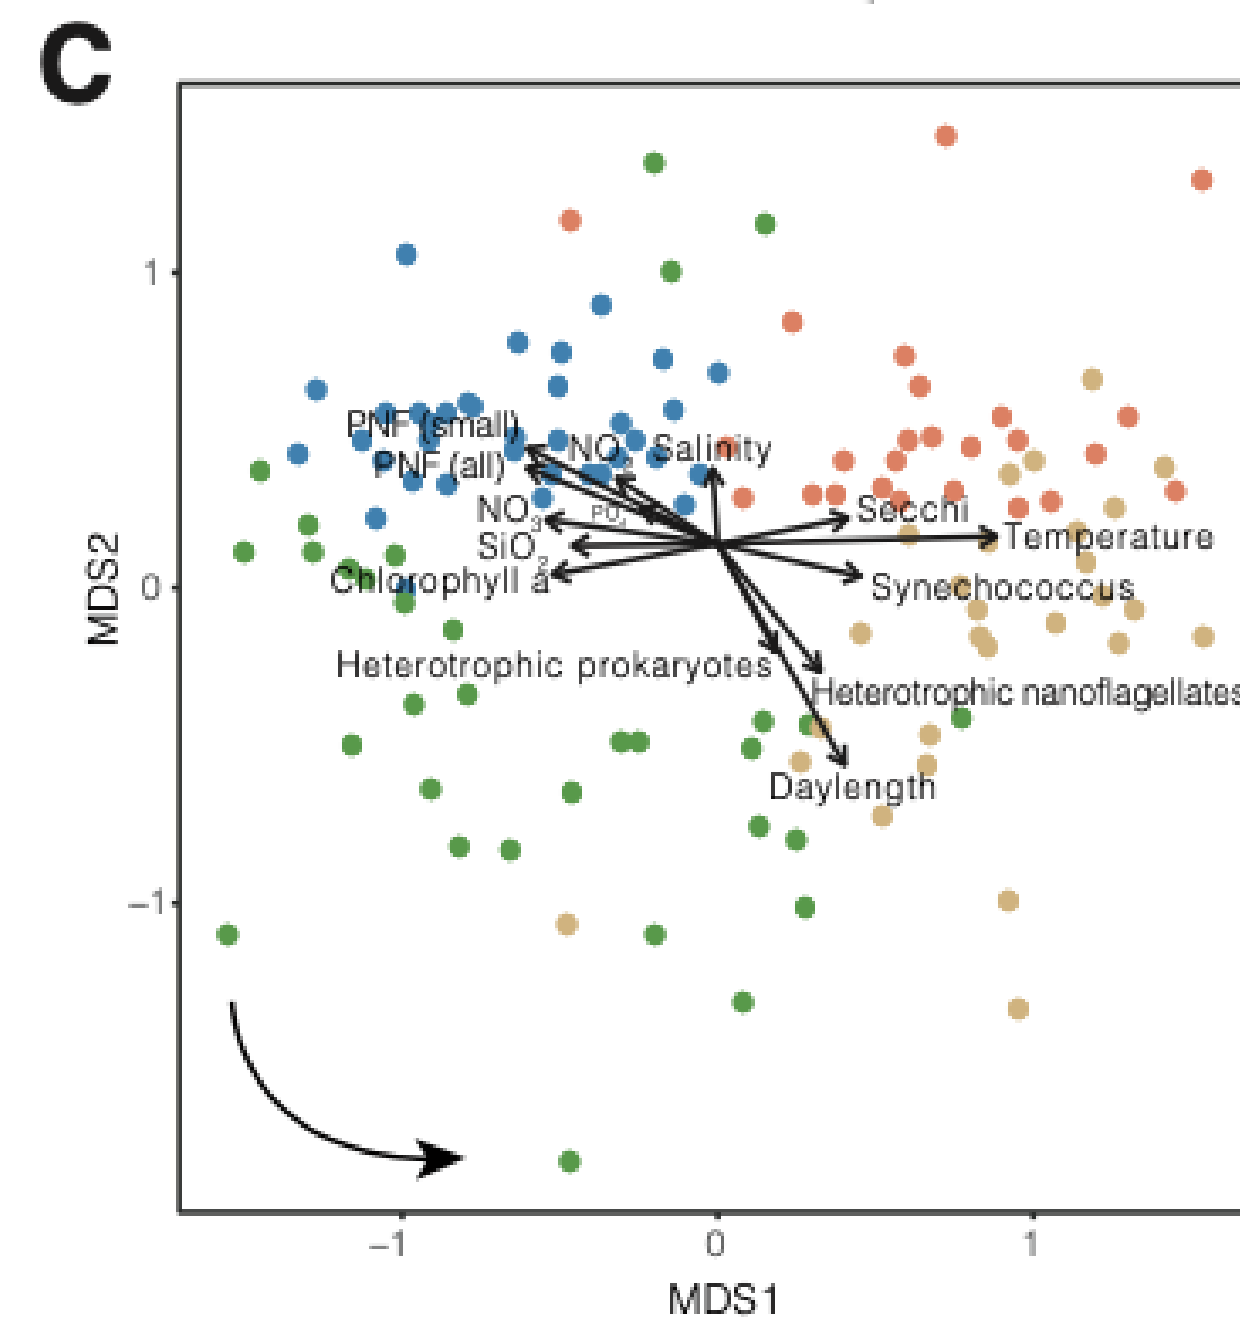 C
1
PNF (small)
NO2
Salinity
PNF (all)
NO3
PO4
Secchi
SiO2
Temperature
Chlorophyll a
Synechococcus
0
MDS2
Heterotrophic prokaryotes
Heterotrophic nanoflagellates
Daylength
−1
−1
0
1
MDS1